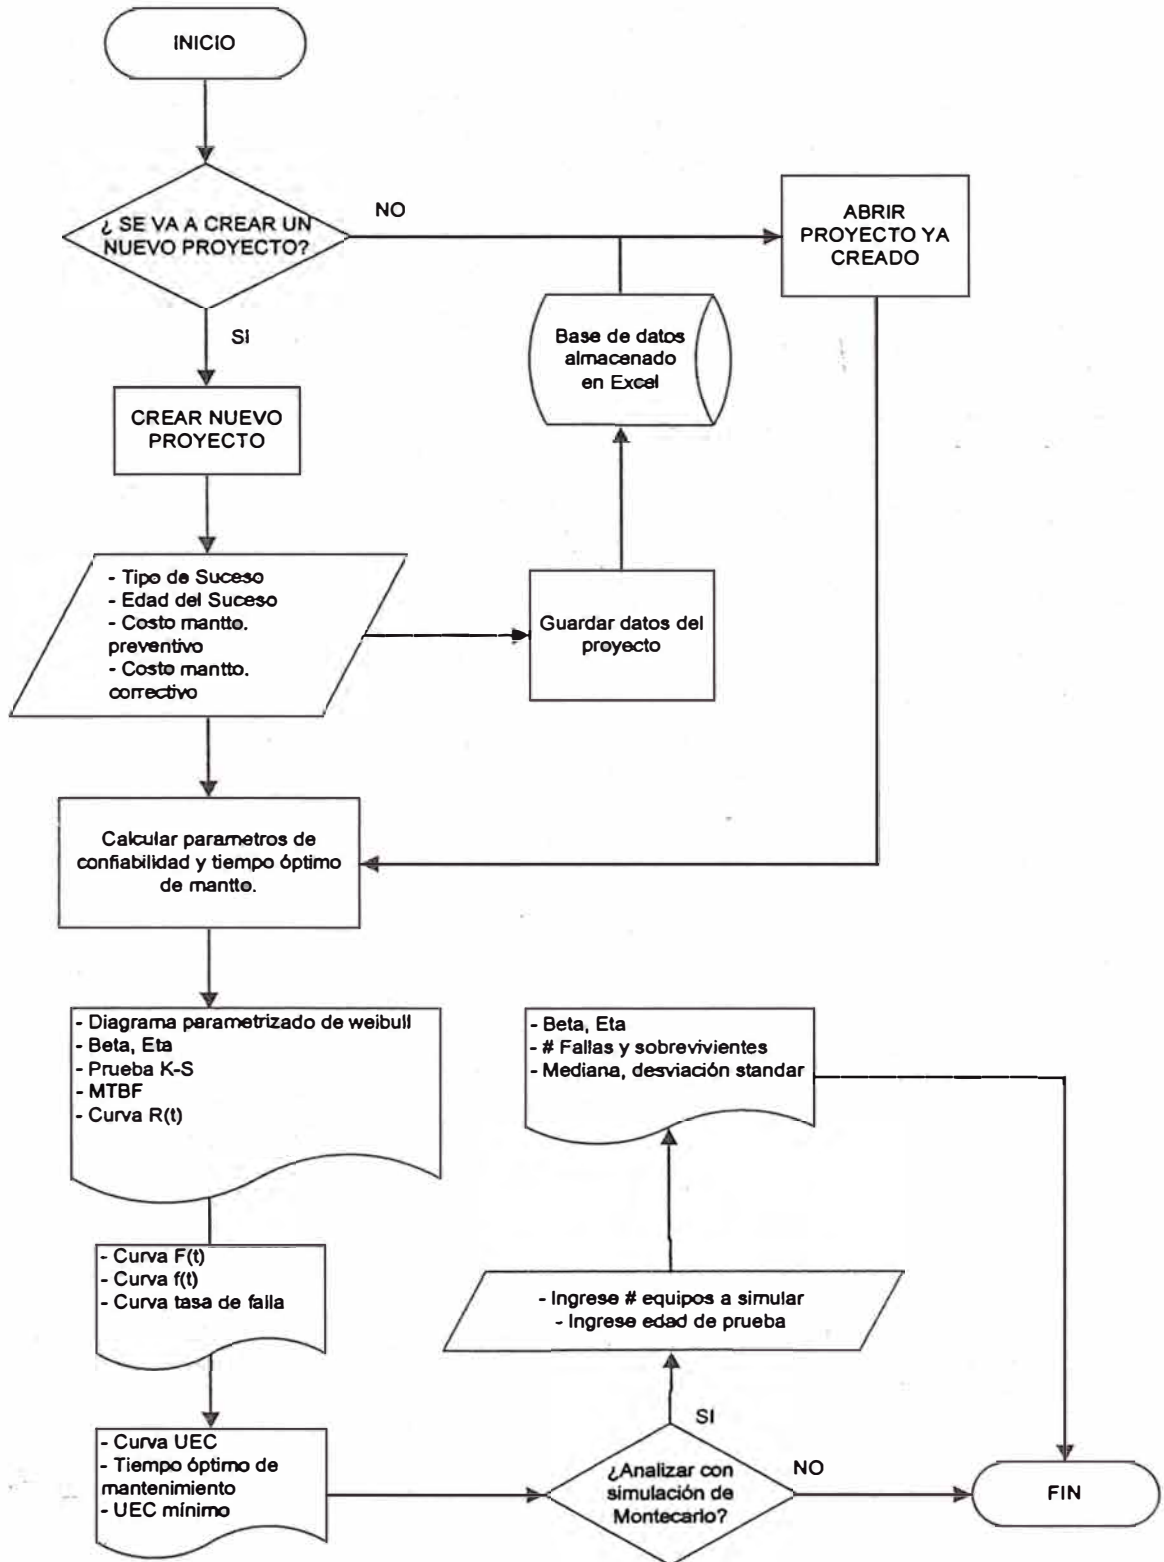 INICIO
¿ SE VA A CREAR UN
NUEVO PROYECTO?
NO
ABRIR
PROYECTO YA
CREADO
SI
Base de datos
almacenado
en Excel
CREAR NUEVO
PROYECTO
- Tipo de Suceso
- Edad del Suceso
- Costo mantto.
preventivo
- Costo mantto.
correctivo
Guardar datos del
proyecto
Calcular parametros de
confiabilidad y tiempo óptimo
de mantto.
- Diagrama parametrizado de weibull
- Beta, Eta
- Prueba K-S
- MTBF
- Curva R(t)
- Beta, Eta
- # Fallas y sobrevivientes
- Mediana, desviación standar
- Curva F(t)
- Curva f(t)
- Curva tasa de falla
- Ingrese # equipos a simular
- Ingrese edad de prueba
SI
- Curva UEC
- Tiempo óptimo de
mantenimiento
- UEC mínimo
¿Analizar con
simulación de
Montecarlo?
NO
FIN